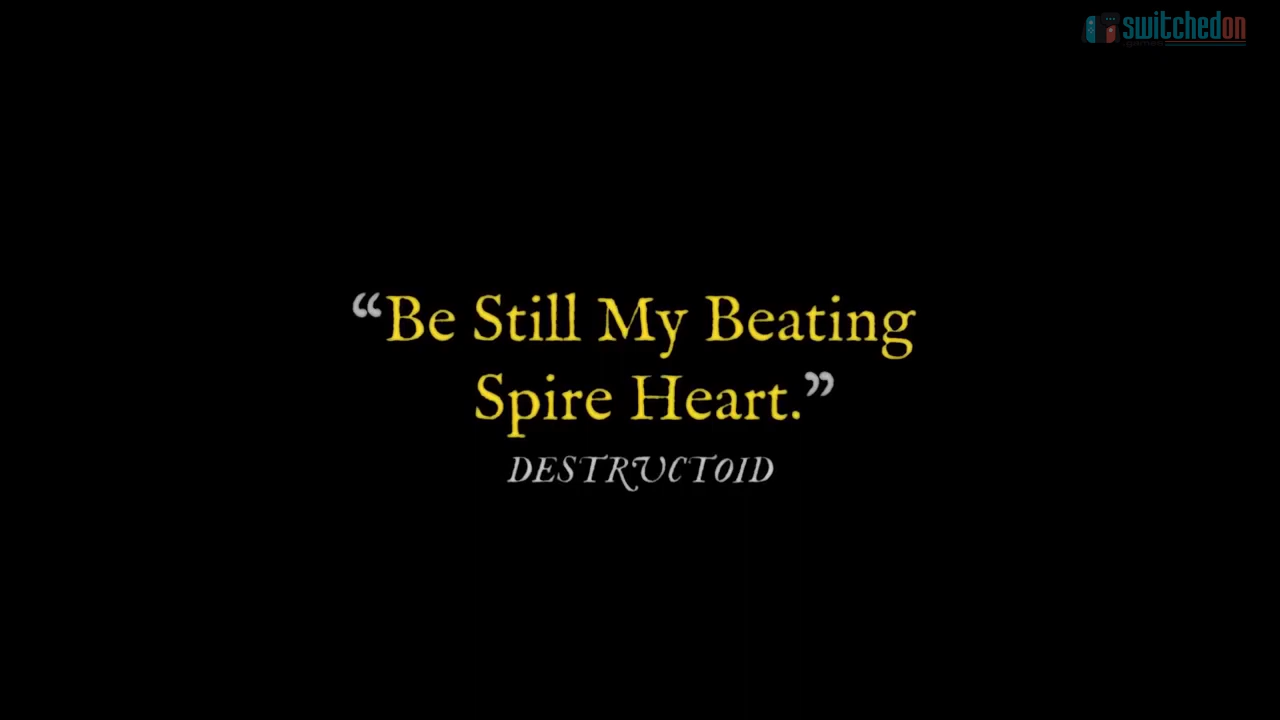 switchedon
“Be Still My Beating
Spire Heart.”
DESTRUCTOID